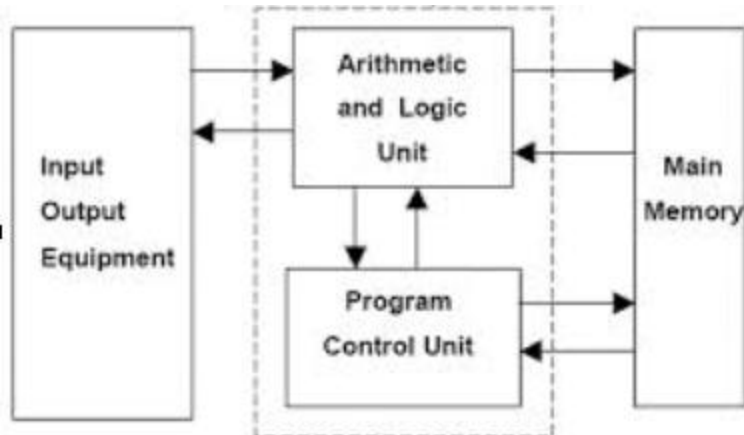 Input
Output
Equipment
Arithmetic
and Logic
Unit
Program
Control Unit
Main
Memory